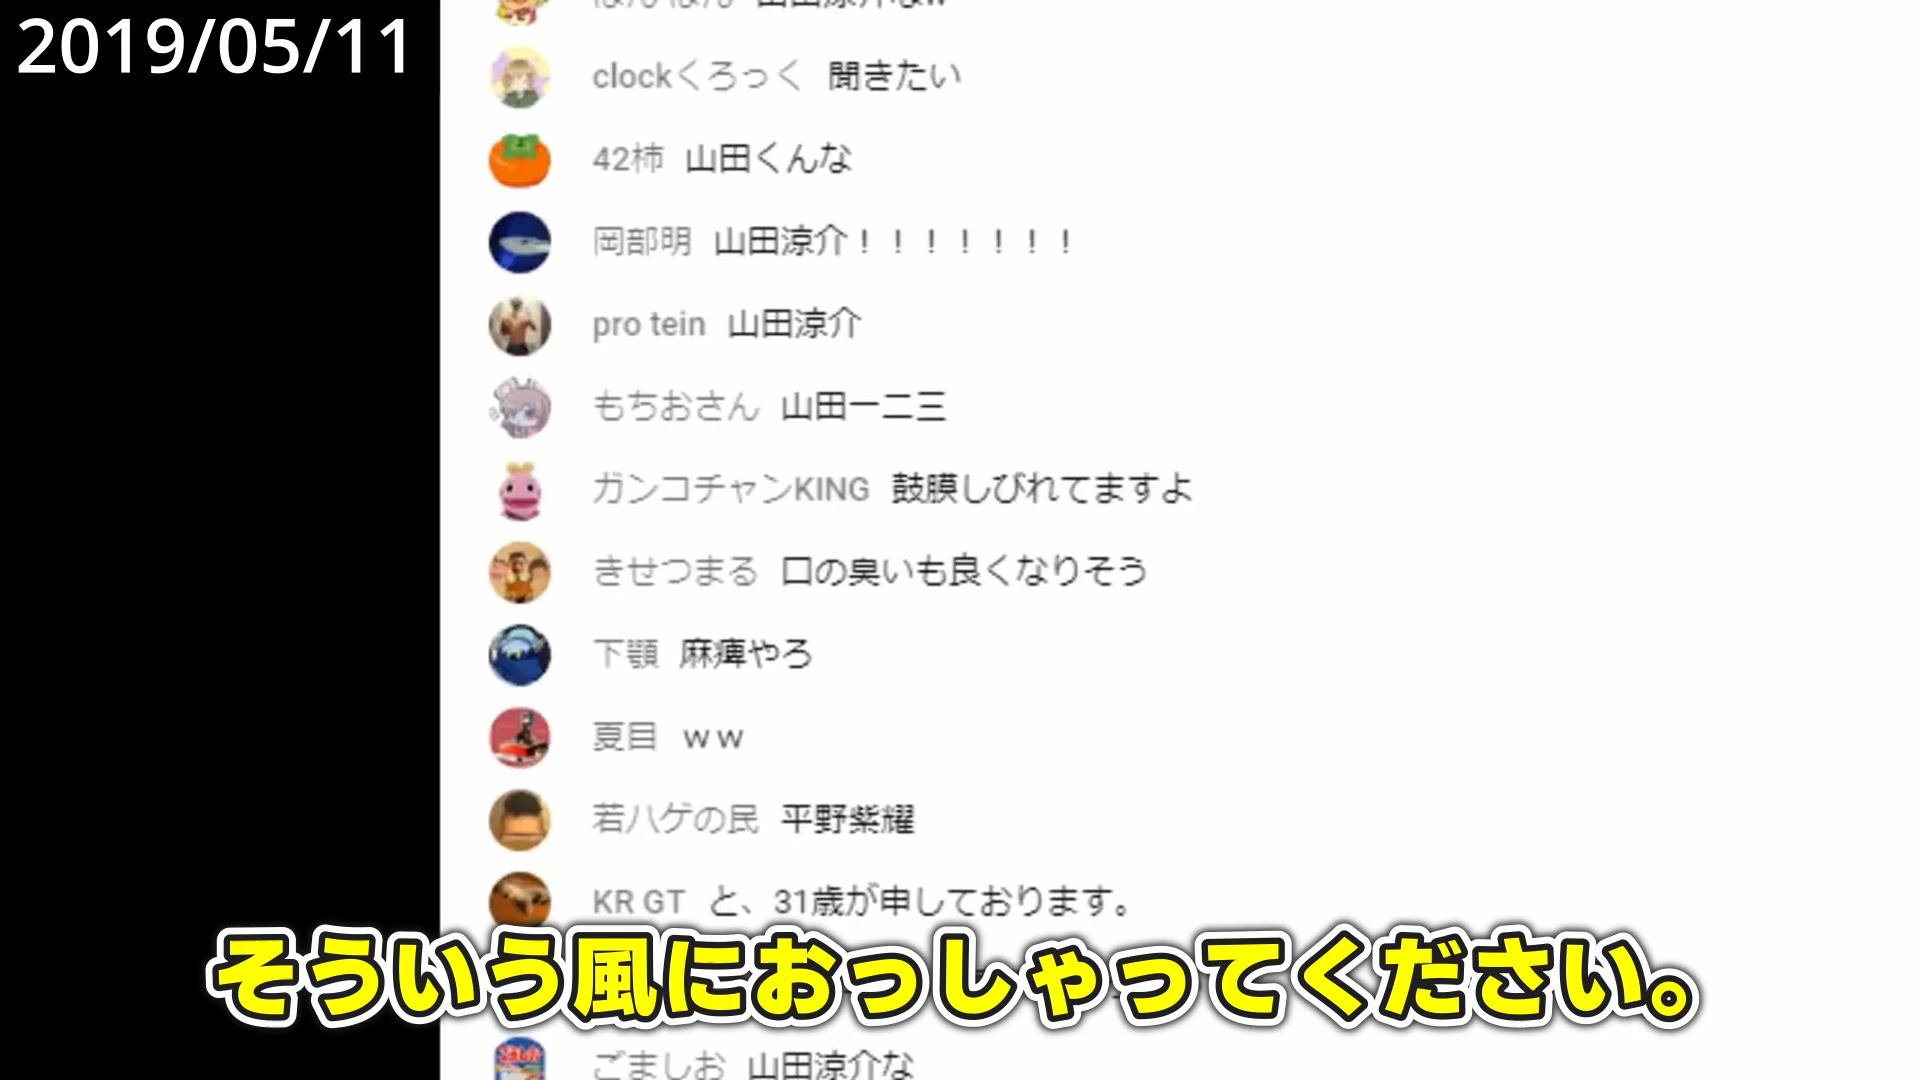 2019/05/11
clockくろっく 聞きたい
42柿 山田くんな
岡部明 山田涼介！！！！！！！
pro tein 山田涼介
もちおさん 山田一二三
ガンコチャンKING 鼓膜しびれてますよ
きせつまる 口の臭いも良くなりそう
下顎 麻痺やろ
夏目 ｗｗ
若ハゲの民 平野紫耀
KR GT と、31歳が申しております。
そういう風におっしゃってください。
ごましお 山田涼介な